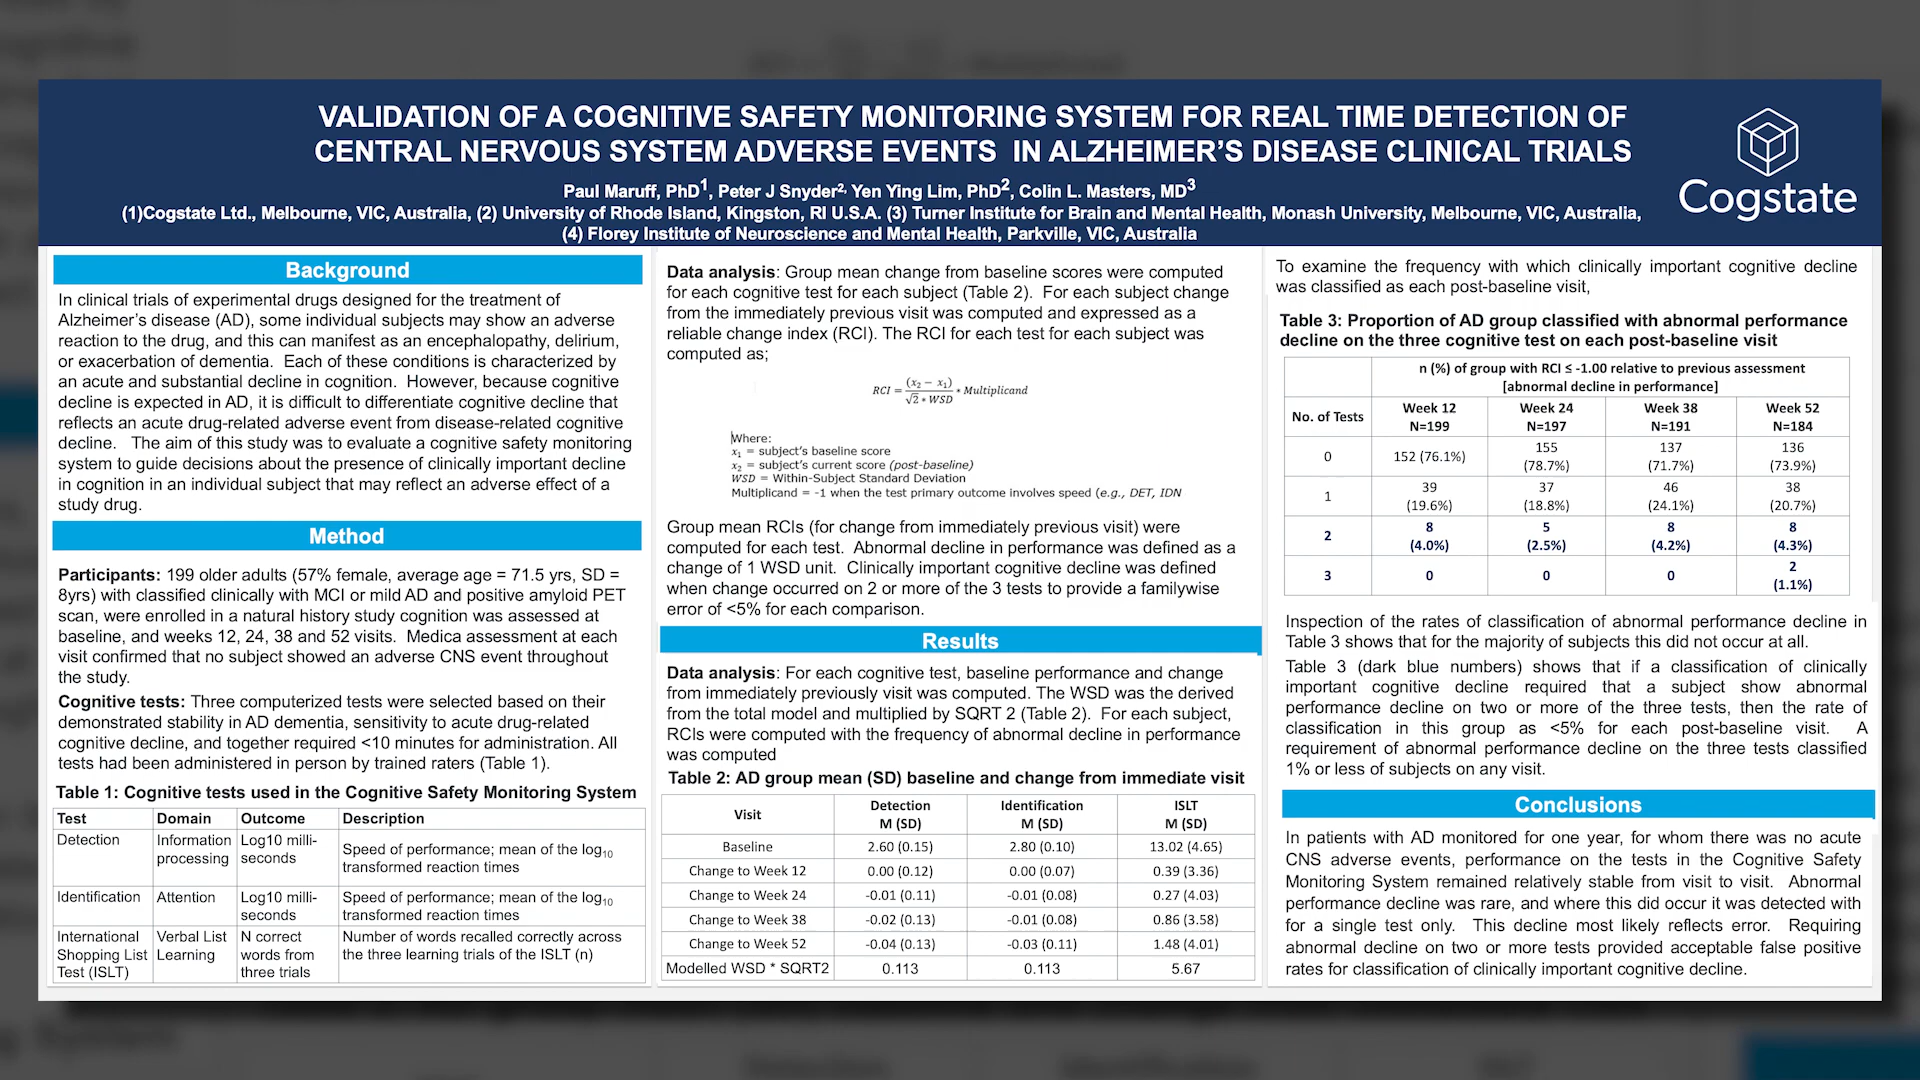 VALIDATION OF A COGNITIVE SAFETY MONITORING SYSTEM FOR REAL TIME DETECTION OF
CENTRAL NERVOUS SYSTEM ADVERSE EVENTS IN ALZHEIMER'S DISEASE CLINICAL TRIALS
Paul Maruff, PhD1, Peter J Snyder2, Yen Ying Lim, PhD2, Colin L. Masters, MD3
(1)Cogstate Ltd., Melbourne, VIC, Australia, (2) University of Rhode Island, Kingston, RI U.S.A. (3) Turner Institute for Brain and Mental Health, Monash University, Melbourne, VIC, Australia,
(4) Florey Institute of Neuroscience and Mental Health, Parkville, VIC, Australia
Cogstate
Background
In clinical trials of experimental drugs designed for the treatment of
Alzheimer's disease (AD), some individual subjects may show an adverse
reaction to the drug, and this can manifest as an encephalopathy, delirium,
or exacerbation of dementia. Each of these conditions is characterized by
an acute and substantial decline in cognition. However, because cognitive
decline is expected in AD, it is difficult to differentiate cognitive decline that
reflects an acute drug-related adverse event from disease-related cognitive
decline. The aim of this study was to evaluate a cognitive safety monitoring
system to guide decisions about the presence of clinically important decline
in cognition in an individual subject that may reflect an adverse effect of a
study drug.
Method
Participants: 199 older adults (57% female, average age = 71.5 yrs, SD =
8yrs) with classified clinically with MCI or mild AD and positive amyloid PET
scan, were enrolled in a natural history study cognition was assessed at
baseline, and weeks 12, 24, 38 and 52 visits. Medica assessment at each
visit confirmed that no subject showed an adverse CNS event throughout
the study.
Cognitive tests: Three computerized tests were selected based on their
demonstrated stability in AD dementia, sensitivity to acute drug-related
cognitive decline, and together required <10 minutes for administration. All
tests had been administered in person by trained raters (Table 1).
Table 1: Cognitive tests used in the Cognitive Safety Monitoring System
Test Domain Outcome Description
Detection Information processing Log10 milli-seconds Speed of performance; mean of the log10 transformed reaction times
Identification Attention Log10 milli-seconds Speed of performance; mean of the log10 transformed reaction times
International Shopping List Test (ISLT) Verbal List Learning N correct words from three trials Number of words recalled correctly across the three learning trials of the ISLT (n)
Data analysis: Group mean change from baseline scores were computed
for each cognitive test for each subject (Table 2). For each subject change
from the immediately previous visit was computed and expressed as a
reliable change index (RCI). The RCI for each test for each subject was
computed as;
RCI = (x2 − x1) / √2 * WSD * Multiplicand
Where:
x1 = subject's baseline score
x2 = subject's current score (post-baseline)
WSD = Within-Subject Standard Deviation
Multiplicand = -1 when the test primary outcome involves speed (e.g., DET, IDN
Group mean RCIs (for change from immediately previous visit) were
computed for each test. Abnormal decline in performance was defined as a
change of 1 WSD unit. Clinically important cognitive decline was defined
when change occurred on 2 or more of the 3 tests to provide a familywise
error of <5% for each comparison.
Results
Data analysis: For each cognitive test, baseline performance and change
from immediately previously visit was computed. The WSD was the derived
from the total model and multiplied by SQRT 2 (Table 2). For each subject,
RCIs were computed with the frequency of abnormal decline in performance
was computed
Table 2: AD group mean (SD) baseline and change from immediate visit
Visit Detection M (SD) Identification M (SD) ISLT M (SD)
Baseline 2.60 (0.15) 2.80 (0.10) 13.02 (4.65)
Change to Week 12 0.00 (0.12) 0.00 (0.07) 0.39 (3.36)
Change to Week 24 -0.01 (0.11) -0.01 (0.08) 0.27 (4.03)
Change to Week 38 -0.02 (0.13) -0.01 (0.08) 0.86 (3.58)
Change to Week 52 -0.04 (0.13) -0.03 (0.11) 1.48 (4.01)
Modelled WSD * SQRT2 0.113 0.113 5.67
To examine the frequency with which clinically important cognitive decline
was classified as each post-baseline visit,
Table 3: Proportion of AD group classified with abnormal performance
decline on the three cognitive test on each post-baseline visit
n (%) of group with RCI ≤ -1.00 relative to previous assessment
[abnormal decline in performance]
No. of Tests Week 12 N=199 Week 24 N=197 Week 38 N=191 Week 52 N=184
0 152 (76.1%) 155 (78.7%) 137 (71.7%) 136 (73.9%)
1 39 (19.6%) 37 (18.8%) 46 (24.1%) 38 (20.7%)
2 8 (4.0%) 5 (2.5%) 8 (4.2%) 8 (4.3%)
3 0 0 0 2 (1.1%)
Inspection of the rates of classification of abnormal performance decline in
Table 3 shows that for the majority of subjects this did not occur at all.
Table 3 (dark blue numbers) shows that if a classification of clinically
important cognitive decline required that a subject show abnormal
performance decline on two or more of the three tests, then the rate of
classification in this group as <5% for each post-baseline visit. A
requirement of abnormal performance decline on the three tests classified
1% or less of subjects on any visit.
Conclusions
In patients with AD monitored for one year, for whom there was no acute
CNS adverse events, performance on the tests in the Cognitive Safety
Monitoring System remained relatively stable from visit to visit. Abnormal
performance decline was rare, and where this did occur it was detected with
for a single test only. This decline most likely reflects error. Requiring
abnormal decline on two or more tests provided acceptable false positive
rates for classification of clinically important cognitive decline.